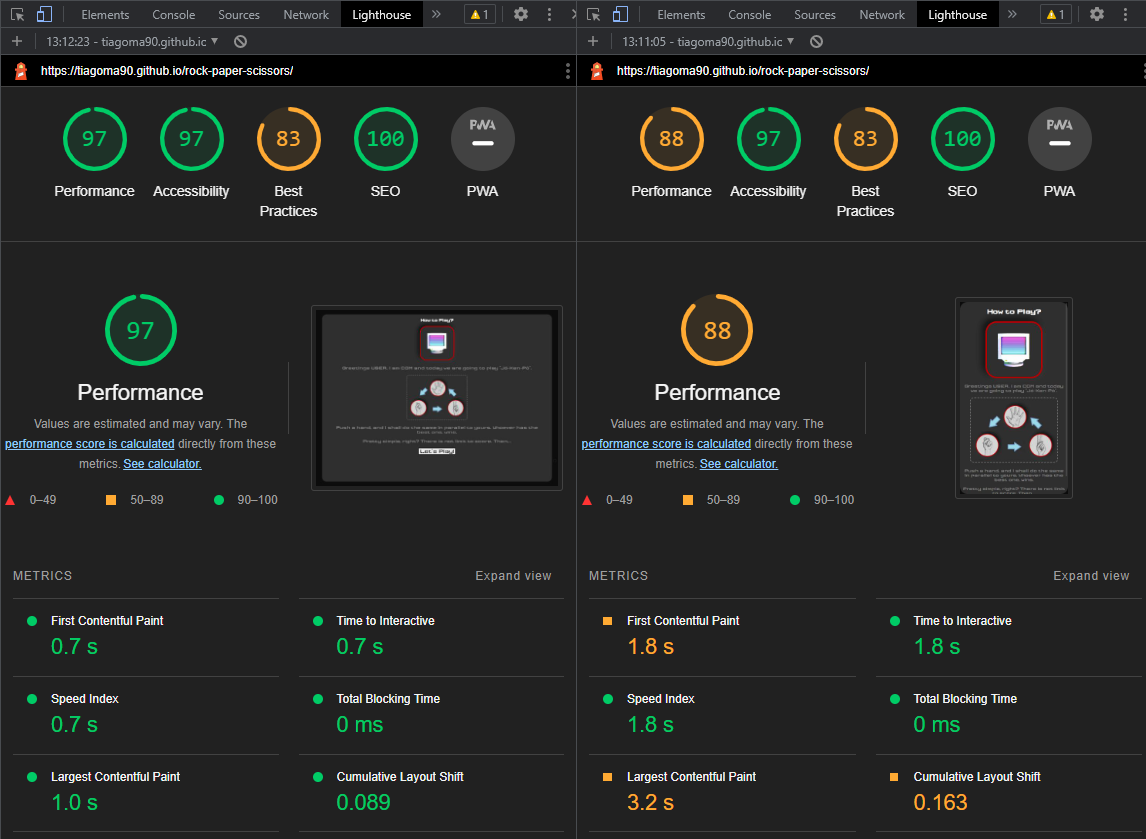 Elements Console Sources Network Lighthouse » 1
13:12:23 - tiagoma90.github.ic
https://tiagoma90.github.io/rock-paper-scissors/
97 97 83 100 PWA
Performance Accessibility Best Practices SEO PWA
97
How to Play?
Greetings USER, I am COM and today we are going to play "Jo-Ken-Po".
Push a hand, and I shall do the same in parallel to yours, however has the best one, wins.
Pretty simple, right? There is no limit to score. Then...
Let's Play!
Performance
Values are estimated and may vary. The
performance score is calculated directly from these
metrics. See calculator.
0–49 50–89 90–100
METRICS Expand view
First Contentful Paint Time to Interactive
0.7 s 0.7 s
Speed Index Total Blocking Time
0.7 s 0 ms
Largest Contentful Paint Cumulative Layout Shift
1.0 s 0.089
Elements Console Sources Network Lighthouse » 1
13:11:05 - tiagoma90.github.ic
https://tiagoma90.github.io/rock-paper-scissors/
88 97 83 100 PWA
Performance Accessibility Best Practices SEO PWA
88
How to Play?
Performance
Values are estimated and may vary. The
performance score is calculated directly from these
metrics. See calculator.
0–49 50–89 90–100
METRICS Expand view
First Contentful Paint Time to Interactive
1.8 s 1.8 s
Speed Index Total Blocking Time
1.8 s 0 ms
Largest Contentful Paint Cumulative Layout Shift
3.2 s 0.163